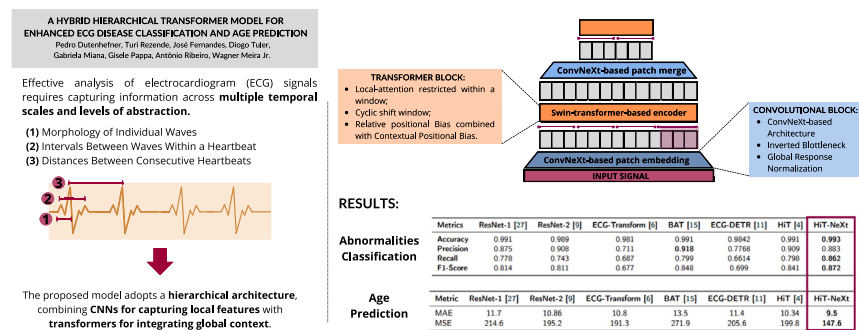 A HYBRID HIERARCHICAL TRANSFORMER MODEL FOR
ENHANCED ECG DISEASE CLASSIFICATION AND AGE PREDICTION
Pedro Dutenhefner, Turi Rezende, José Fernandes, Diogo Tuler,
Gabriela Miana, Gisele Pappa, Antônio Ribeiro, Wagner Meira Jr.
Effective analysis of electrocardiogram (ECG) signals
requires capturing information across multiple temporal
scales and levels of abstraction.
(1) Morphology of Individual Waves
(2) Intervals Between Waves Within a Heartbeat
(3) Distances Between Consecutive Heartbeats
3
2
1
The proposed model adopts a hierarchical architecture,
combining CNNs for capturing local features with
transformers for integrating global context.
TRANSFORMER BLOCK:
• Local-attention restricted within a
window;
• Cyclic shift window;
• Relative positional Bias combined
with Contextual Positional Bias.
ConvNeXt-based patch merge
Swin-transformer-based encoder
ConvNeXt-based patch embedding
INPUT SIGNAL
CONVOLUTIONAL BLOCK:
• ConvNeXt-based
Architecture
• Inverted Blottleneck
• Global Response
Normalization
RESULTS:
Abnormalities
Classification
Metrics ResNet-1 [27] ResNet-2 [9] ECG-Transform [6] BAT [15] ECG-DETR [11] HiT [4] HiT-NeXt
Accuracy 0.991 0.989 0.981 0.991 0.9842 0.991 0.993
Precision 0.875 0.908 0.711 0.918 0.7768 0.909 0.883
Recall 0.778 0.743 0.687 0.799 0.6614 0.798 0.862
F1-Score 0.814 0.811 0.677 0.848 0.699 0.841 0.872
Age
Prediction
Metric ResNet-1 [27] ResNet-2 [9] ECG-Transform [6] BAT [15] ECG-DETR [11] HiT [4] HiT-NeXt
MAE 11.7 10.86 10.8 13.5 11.4 10.34 9.5
MSE 214.6 195.2 191.3 271.9 205.6 199.8 147.6